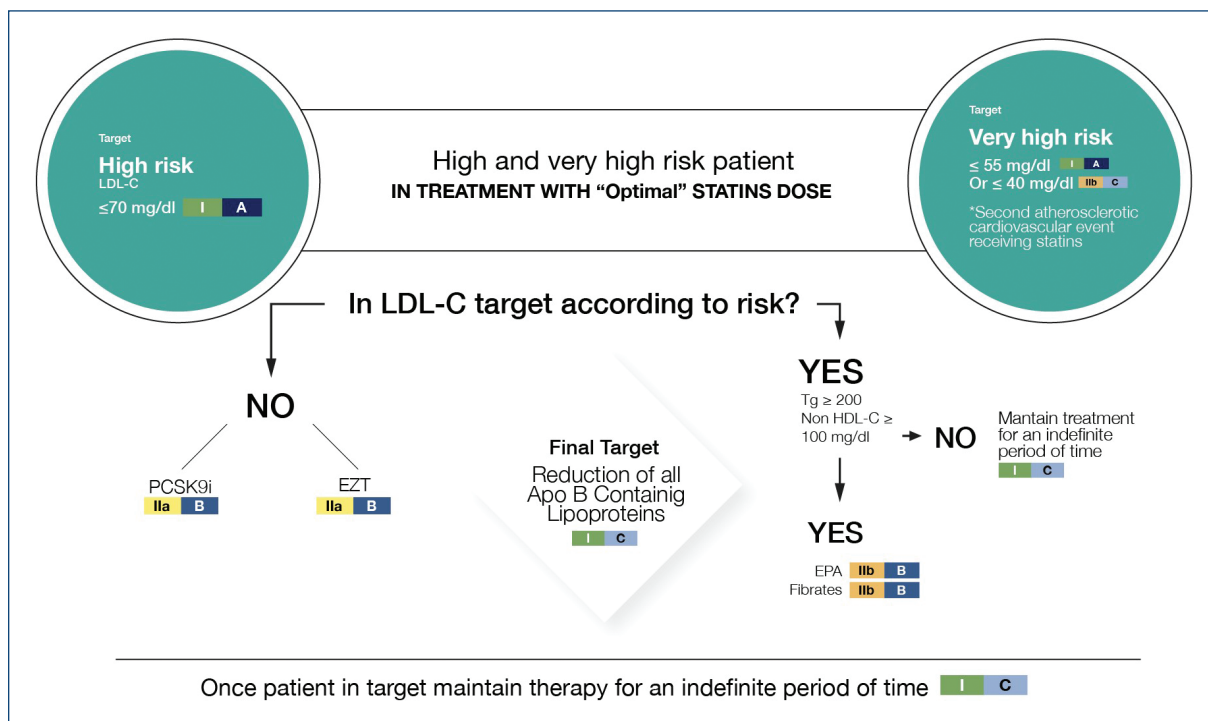 Target
High risk
LDL-C
≤70 mg/dl I A
High and very high risk patient
IN TREATMENT WITH “Optimal” STATINS DOSE
Target
Very high risk
≤ 55 mg/dl I A
Or ≤ 40 mg/dl IIb C
*Second atherosclerotic
cardiovascular event
receiving statins
In LDL-C target according to risk?
NO
PCSK9i
IIa B
EZT
IIa B
Final Target
Reduction of all
Apo B Containig
Lipoproteins
I C
YES
Tg ≥ 200
Non HDL-C ≥
100 mg/dl
NO
Mantain treatment
for an indefinite
period of time
I C
YES
EPA IIb B
Fibrates IIb B
Once patient in target maintain therapy for an indefinite period of time I C